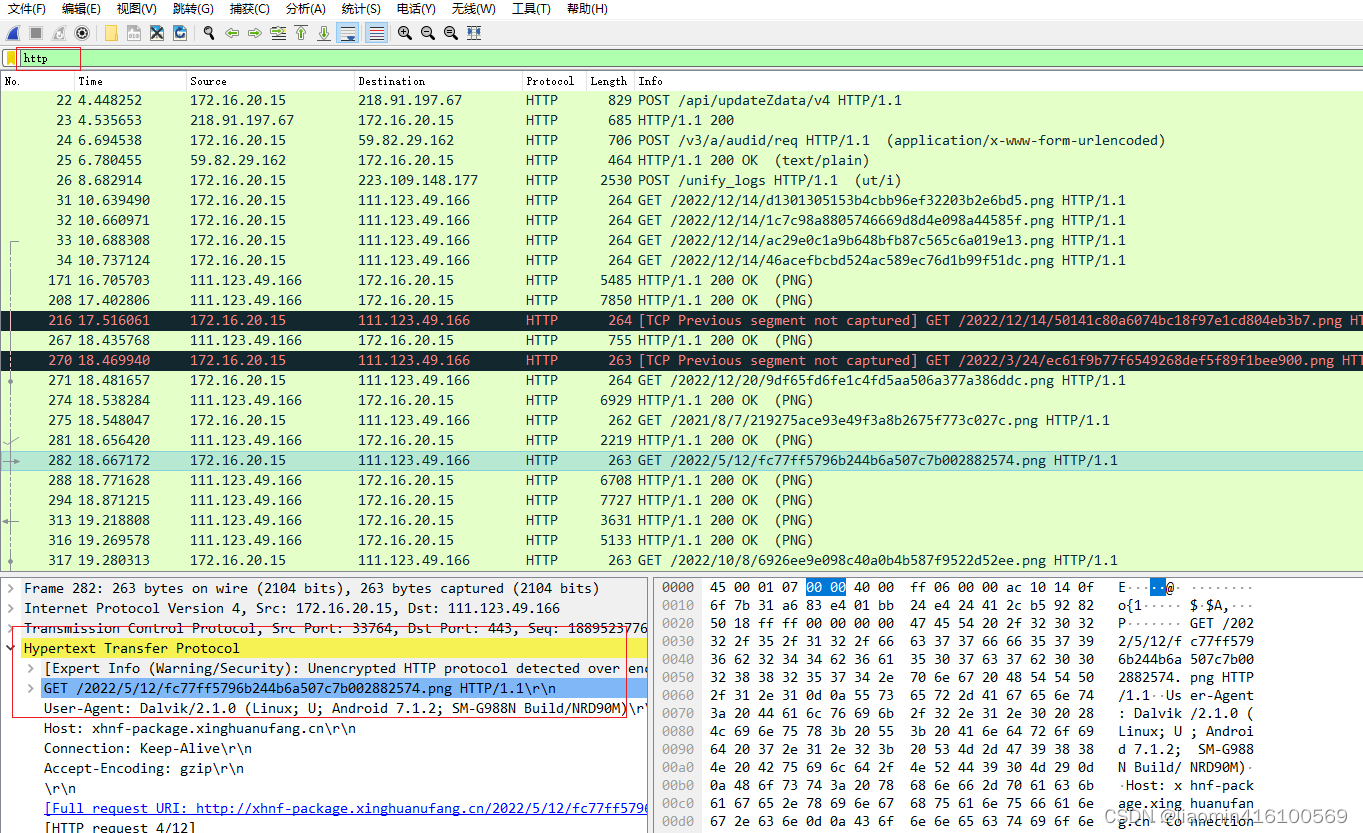 文件(F) 编辑(E) 视图(V) 跳转(G) 捕获(C) 分析(A) 统计(S) 电话(Y) 无线(W) 工具(T) 帮助(H)
http
No. Time Source Destination Protocol Length Info
22 4.448252 172.16.20.15 218.91.197.67 HTTP 829 POST /api/updateZdata/v4 HTTP/1.1
23 4.535653 218.91.197.67 172.16.20.15 HTTP 685 HTTP/1.1 200
24 6.694538 172.16.20.15 59.82.29.162 HTTP 706 POST /v3/a/audid/req HTTP/1.1 (application/x-www-form-urlencoded)
25 6.780455 59.82.29.162 172.16.20.15 HTTP 464 HTTP/1.1 200 OK (text/plain)
26 8.682914 172.16.20.15 223.109.148.177 HTTP 2530 POST /unify_logs HTTP/1.1 (ut/i)
31 10.639490 172.16.20.15 111.123.49.166 HTTP 264 GET /2022/12/14/d1301305153b4cbb96ef32203b2e6bd5.png HTTP/1.1
32 10.660971 172.16.20.15 111.123.49.166 HTTP 264 GET /2022/12/14/1c7c98a8805746669d8d4e098a44585f.png HTTP/1.1
33 10.688308 172.16.20.15 111.123.49.166 HTTP 264 GET /2022/12/14/ac29e0c1a9b648bfb87c565c6a019e13.png HTTP/1.1
34 10.737124 172.16.20.15 111.123.49.166 HTTP 264 GET /2022/12/14/46acefbcbd524ac589ec76d1b99f51dc.png HTTP/1.1
171 16.705703 111.123.49.166 172.16.20.15 HTTP 5485 HTTP/1.1 200 OK (PNG)
208 17.402806 111.123.49.166 172.16.20.15 HTTP 7850 HTTP/1.1 200 OK (PNG)
216 17.516061 172.16.20.15 111.123.49.166 HTTP 264 [TCP Previous segment not captured] GET /2022/12/14/50141c80a6074bc18f97e1cd804eb3b7.png HT
267 18.435768 111.123.49.166 172.16.20.15 HTTP 755 HTTP/1.1 200 OK (PNG)
270 18.469940 172.16.20.15 111.123.49.166 HTTP 263 [TCP Previous segment not captured] GET /2022/3/24/ec61f9b77f6549268def5f89f1bee900.png HTT
271 18.481657 172.16.20.15 111.123.49.166 HTTP 264 GET /2022/12/20/9df65fd6fe1c4fd5aa506a377a386ddc.png HTTP/1.1
274 18.538284 111.123.49.166 172.16.20.15 HTTP 6929 HTTP/1.1 200 OK (PNG)
275 18.548047 172.16.20.15 111.123.49.166 HTTP 262 GET /2021/8/7/219275ace93e49f3a8b2675f773c027c.png HTTP/1.1
281 18.656420 111.123.49.166 172.16.20.15 HTTP 2219 HTTP/1.1 200 OK (PNG)
282 18.667172 172.16.20.15 111.123.49.166 HTTP 263 GET /2022/5/12/fc77ff5796b244b6a507c7b002882574.png HTTP/1.1
288 18.771628 111.123.49.166 172.16.20.15 HTTP 6708 HTTP/1.1 200 OK (PNG)
294 18.871215 111.123.49.166 172.16.20.15 HTTP 7727 HTTP/1.1 200 OK (PNG)
313 19.218808 111.123.49.166 172.16.20.15 HTTP 3631 HTTP/1.1 200 OK (PNG)
316 19.269578 111.123.49.166 172.16.20.15 HTTP 5133 HTTP/1.1 200 OK (PNG)
317 19.280313 172.16.20.15 111.123.49.166 HTTP 263 GET /2022/10/8/6926ee9e098c40a0b4b587f9522d52ee.png HTTP/1.1
Frame 282: 263 bytes on wire (2104 bits), 263 bytes captured (2104 bits)
Internet Protocol Version 4, Src: 172.16.20.15, Dst: 111.123.49.166
Transmission Control Protocol, Src Port: 33764, Dst Port: 443, Seq: 1889523776
Hypertext Transfer Protocol
[Expert Info (Warning/Security): Unencrypted HTTP protocol detected over enc
GET /2022/5/12/fc77ff5796b244b6a507c7b002882574.png HTTP/1.1\r\n
User-Agent: Dalvik/2.1.0 (Linux; U; Android 7.1.2; SM-G988N Build/NRD90M)\r\
Host: xhnf-package.xinghuanufang.cn\r\n
Connection: Keep-Alive\r\n
Accept-Encoding: gzip\r\n
\r\n
[Full request URI: http://xhnf-package.xinghuanufang.cn/2022/5/12/fc77ff5796
[HTTP request 4/12]
0000 45 00 01 07 00 00 40 00 ff 06 00 00 ac 10 14 0f E·····@· ········
0010 6f 7b 31 a6 83 e4 01 bb 24 e4 24 41 2c b5 92 82 o{1····· $·$A,···
0020 50 18 ff ff 00 00 00 00 47 45 54 20 2f 32 30 32 P······· GET /202
0030 32 2f 35 2f 31 32 2f 66 63 37 37 66 66 35 37 39 2/5/12/f c77ff579
0040 36 62 32 34 34 62 36 61 35 30 37 63 37 62 30 30 6b244b6a 507c7b00
0050 32 38 38 32 35 37 34 2e 70 6e 67 20 48 54 54 50 2882574. png HTTP
0060 2f 31 2e 31 0d 0a 55 73 65 72 2d 41 67 65 6e 74 /1.1··Us er-Agent
0070 3a 20 44 61 6c 76 69 6b 2f 32 2e 31 2e 30 20 28 : Dalvik /2.1.0 (
0080 4c 69 6e 75 78 3b 20 55 3b 20 41 6e 64 72 6f 69 Linux; U ; Androi
0090 64 20 37 2e 31 2e 32 3b 20 53 4d 2d 47 39 38 38 d 7.1.2; SM-G988
00a0 4e 20 42 75 69 6c 64 2f 4e 52 44 39 30 4d 29 0d N Build/ NRD90M)·
00b0 0a 48 6f 73 74 3a 20 78 68 6e 66 2d 70 61 63 6b ·Host: x hnf-pack
00c0 61 67 65 2e 78 69 6e 67 68 75 61 6e 75 66 61 6e age.xing huanufan
00d0 67 2e 63 6e 0d 0a 43 6f 6e 6e 65 63 74 69 6f 6e g.cn··Co nnection
CSDN @liaomin416100569